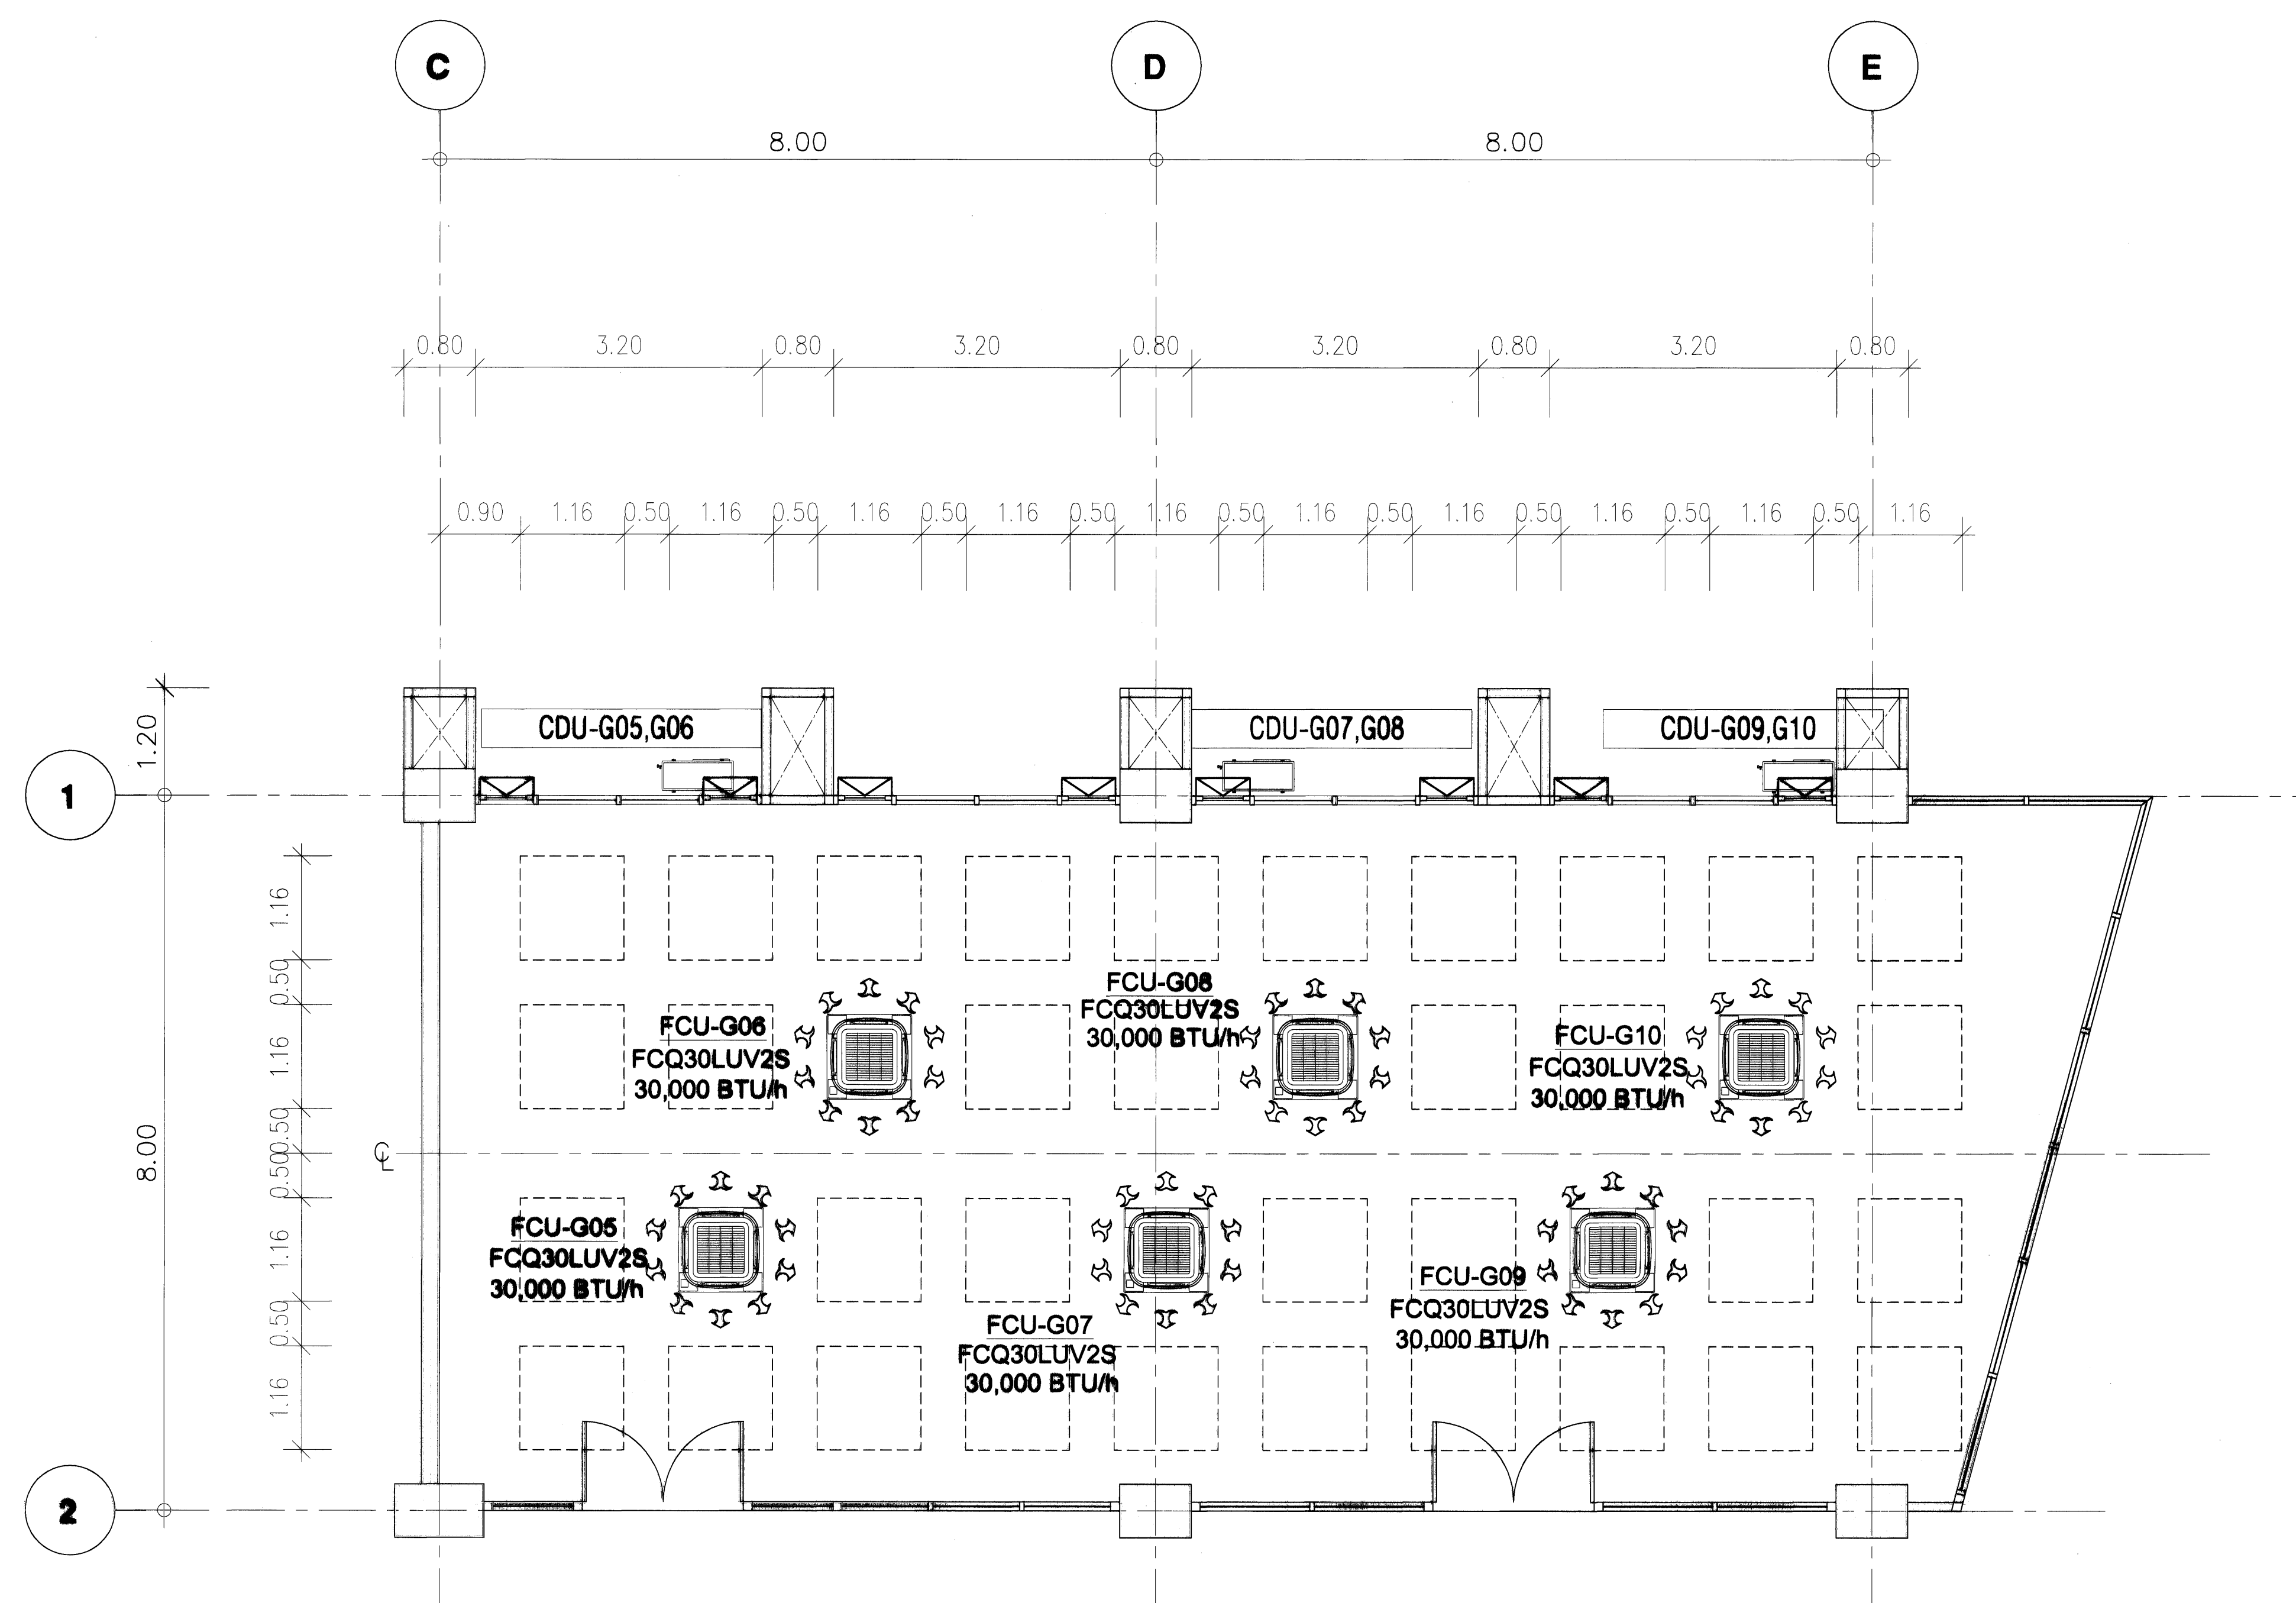 C D E
8.00 8.00
0.80 3.20 0.80 3.20 0.80 3.20 0.80 3.20 0.80
0.90 1.16 0.50 1.16 0.50 1.16 0.50 1.16 0.50 1.16 0.50 1.16 0.50 1.16 0.50 1.16 0.50 1.16 0.50 1.16
1.20
CDU-G05,G06 CDU-G07,G08 CDU-G09,G10
1
1.16
0.50
1.16
0.50
0.50
1.16
0.50
1.16
8.00
FCU-G06
FCQ30LUV2S
30,000 BTU/h
FCU-G08
FCQ30LUV2S
30,000 BTU/h
FCU-G10
FCQ30LUV2S
30,000 BTU/h
CL
FCU-G05
FCQ30LUV2S
30,000 BTU/h
FCU-G07
FCQ30LUV2S
30,000 BTU/h
FCU-G09
FCQ30LUV2S
30,000 BTU/h
2